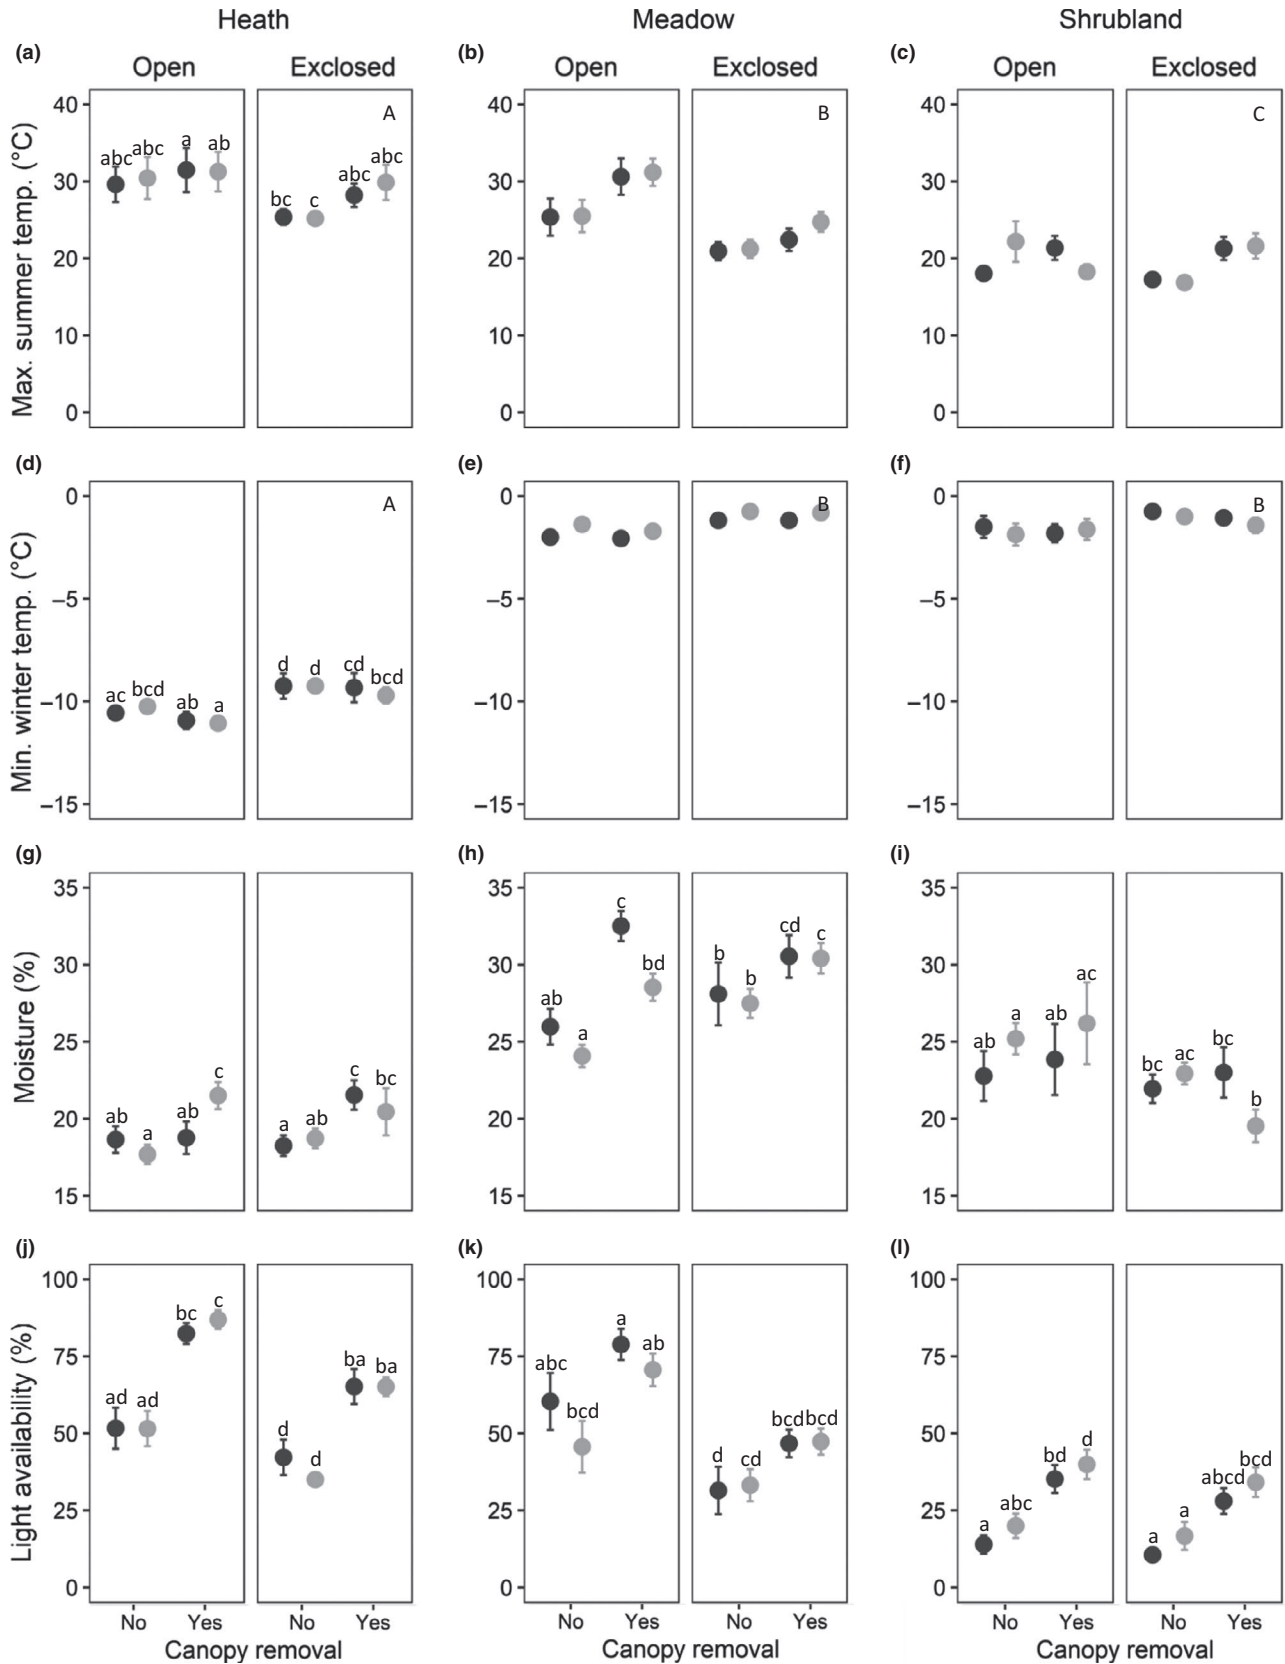 Heath Meadow Shrubland
(a) (b) (c)
Open Exclosed Open Exclosed Open Exclosed
Max. summer temp. (°C)
40 40 40
30 30 30
20 20 20
10 10 10
0 0 0
abc abc a ab bc c abc abc A
B
C
(d) (e) (f)
Min. winter temp. (°C)
0 0 0
–5 –5 –5
–10 –10 –10
–15 –15 –15
ac bcd ab a d d cd bcd A
B
B
(g) (h) (i)
Moisture (%)
35 35 35
30 30 30
25 25 25
20 20 20
15 15 15
ab a ab c a ab c bc
ab a c bd b b cd c
ab a ab ac bc ac bc b
(j) (k) (l)
Light availability (%)
100 100 100
75 75 75
50 50 50
25 25 25
0 0 0
ad ad bc c d d ba ba
abc bcd a ab d cd bcd bcd
a abc bd d a a abcd bcd
No Yes No Yes No Yes No Yes No Yes No Yes
Canopy removal Canopy removal Canopy removal